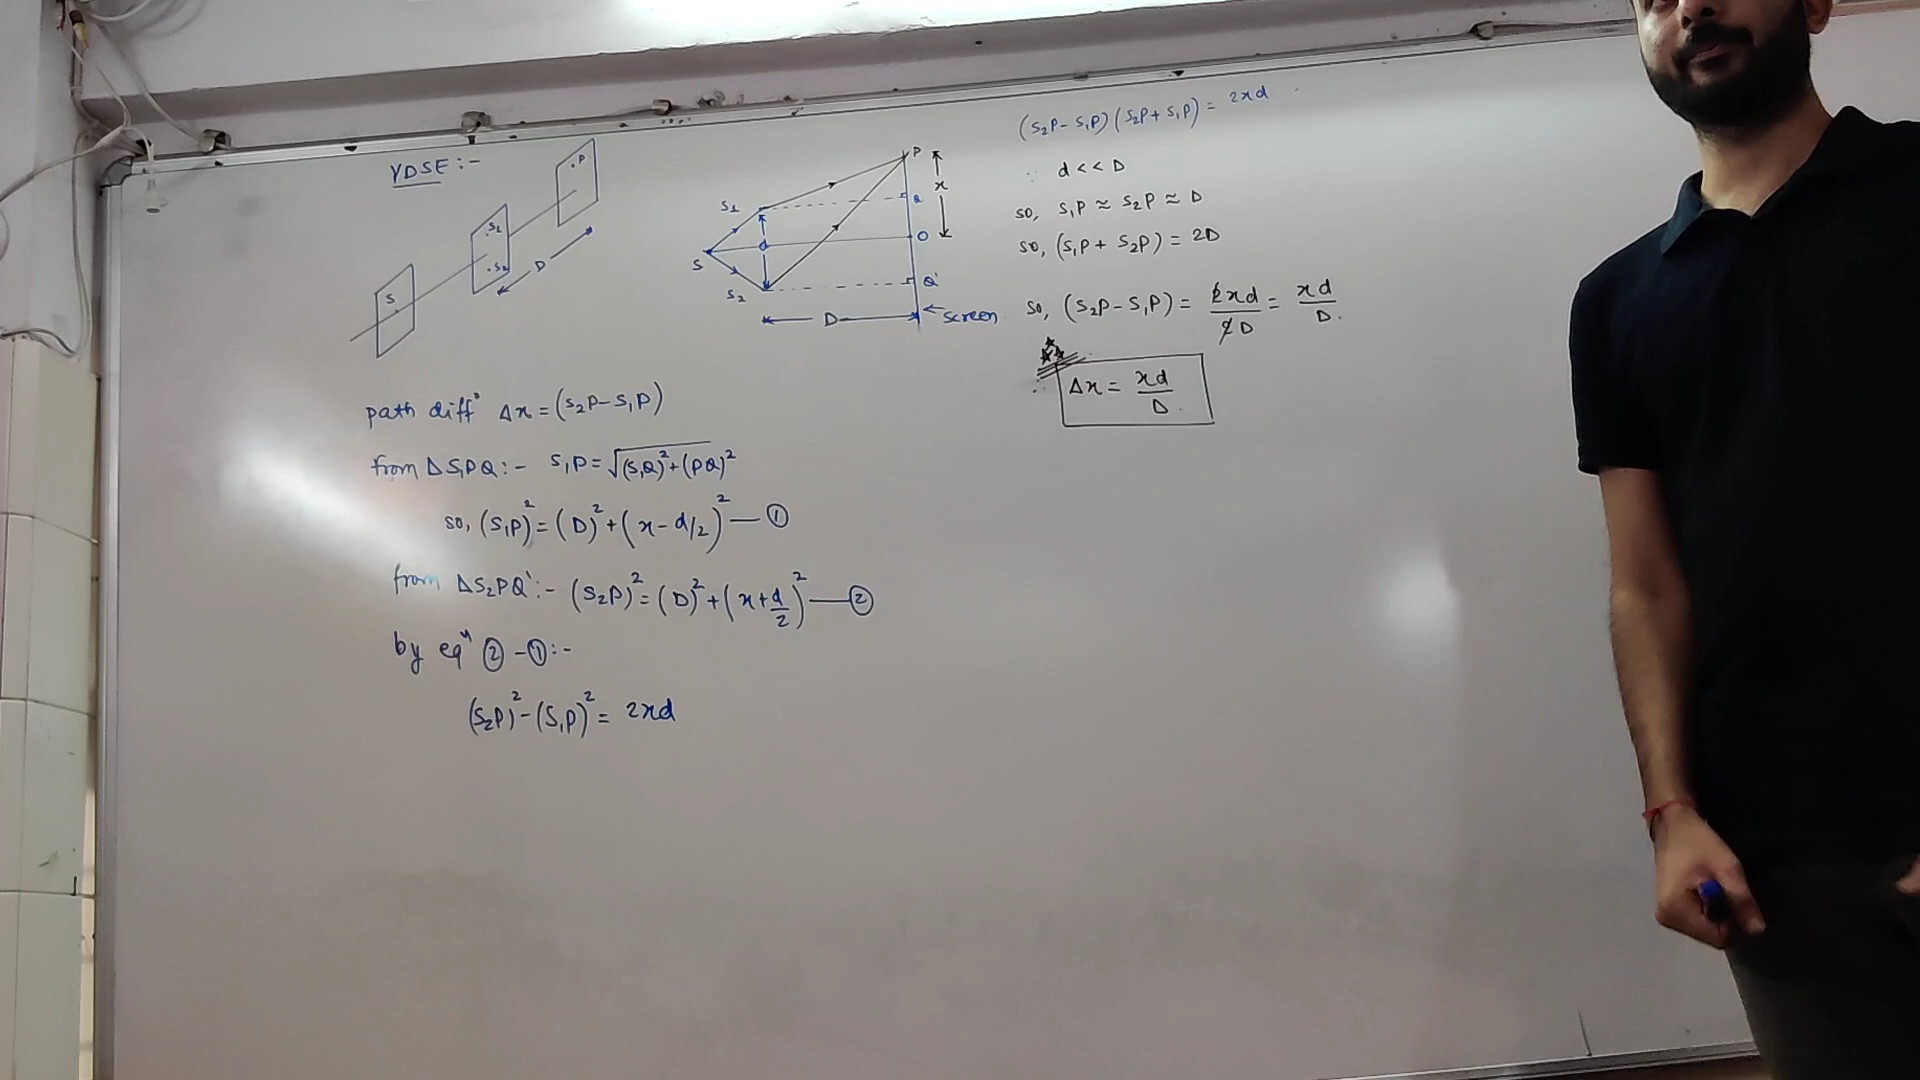 YDSE :-
.P
.S1
.S2
D
S
P
x
S1
Q
d
O
S
S2
Q'
D
← screen
path diffⁿ Δx = (S₂P - S₁P)
from ΔS₁PQ :- S₁P = √(S₁Q)² + (PQ)²
so, (S₁P)² = (D)² + (x - d/2)² — ①
from ΔS₂PQ' :- (S₂P)² = (D)² + (x + d/2)² — ②
by eqⁿ ② - ① :-
(S₂P)² - (S₁P)² = 2xd
(S₂P - S₁P) (S₂P + S₁P) = 2xd
∵ d << D
so, S₁P ≈ S₂P ≈ D
so, (S₁P + S₂P) = 2D
so, (S₂P - S₁P) = 2xd/2D = xd/D.
∴ Δx = xd/D.